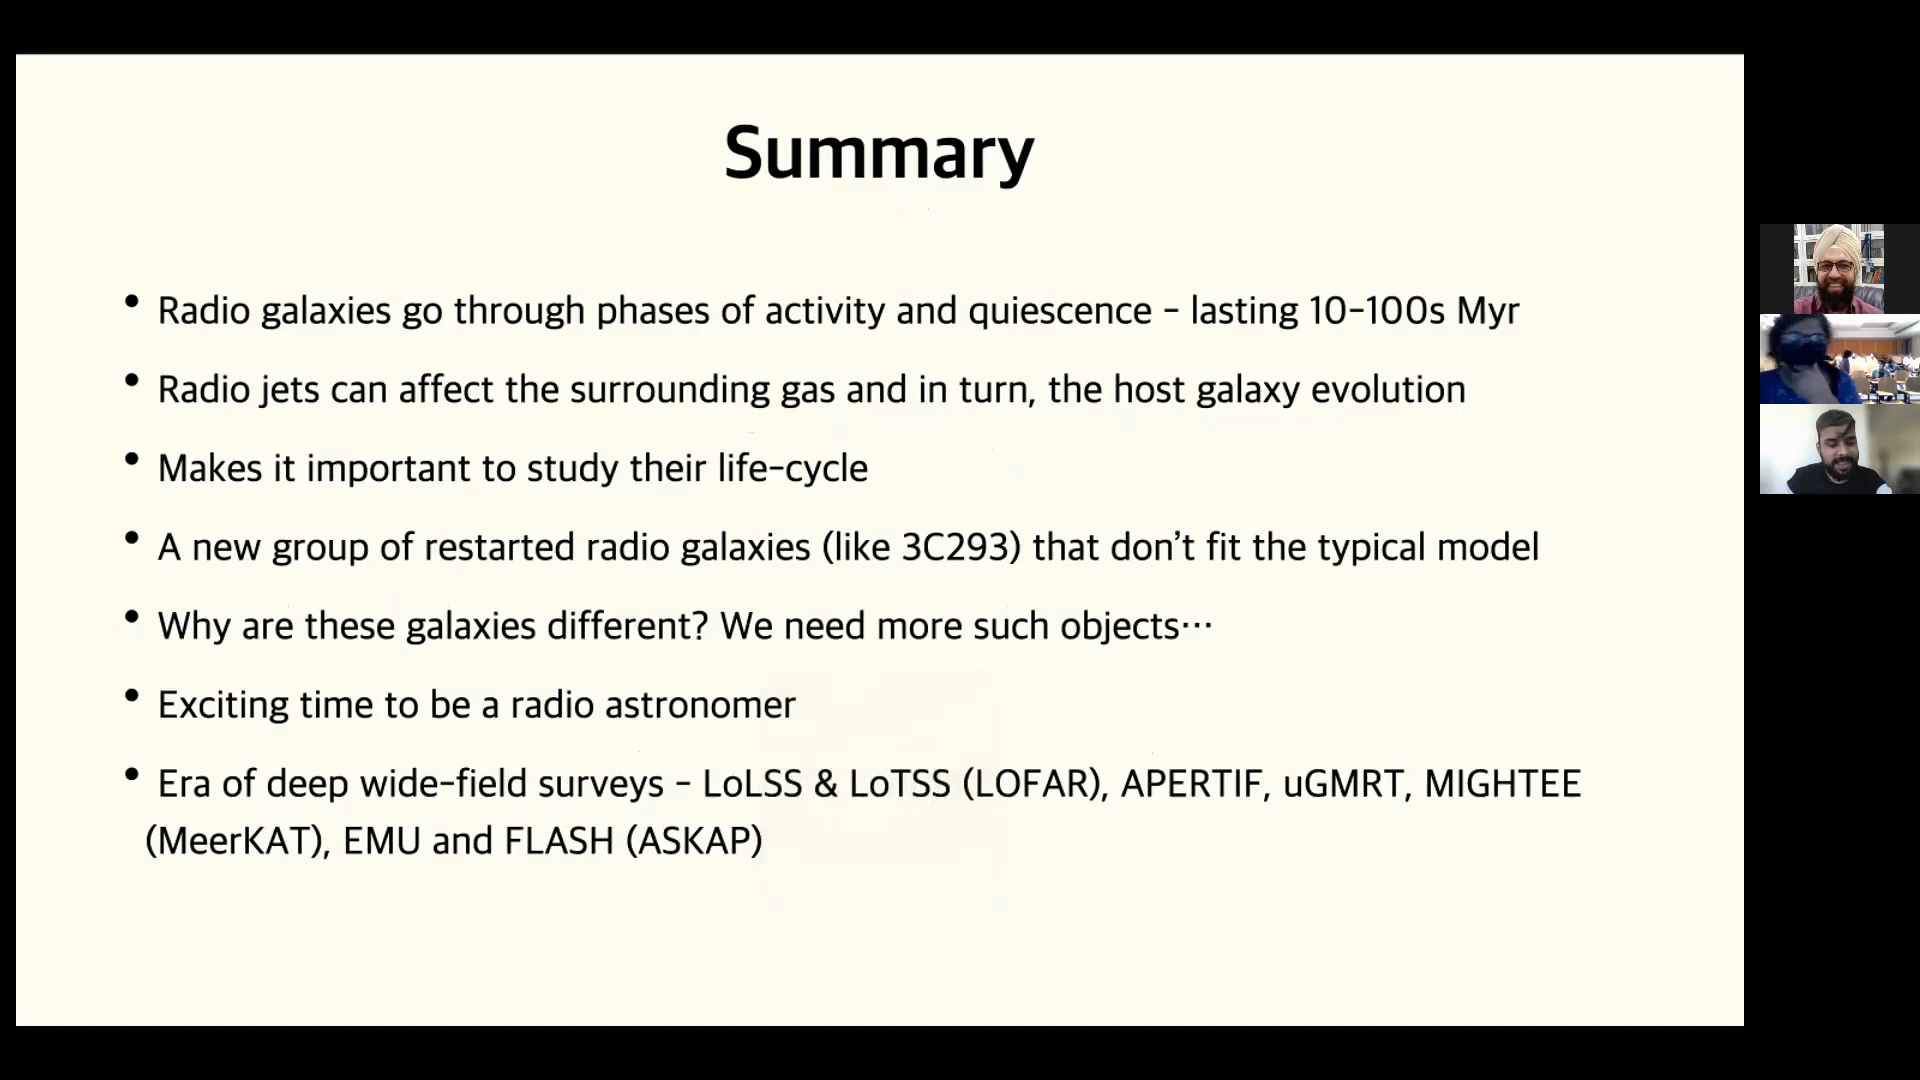 Summary
• Radio galaxies go through phases of activity and quiescence - lasting 10-100s Myr
• Radio jets can affect the surrounding gas and in turn, the host galaxy evolution
• Makes it important to study their life-cycle
• A new group of restarted radio galaxies (like 3C293) that don’t fit the typical model
• Why are these galaxies different? We need more such objects···
• Exciting time to be a radio astronomer
• Era of deep wide-field surveys - LoLSS & LoTSS (LOFAR), APERTIF, uGMRT, MIGHTEE
(MeerKAT), EMU and FLASH (ASKAP)